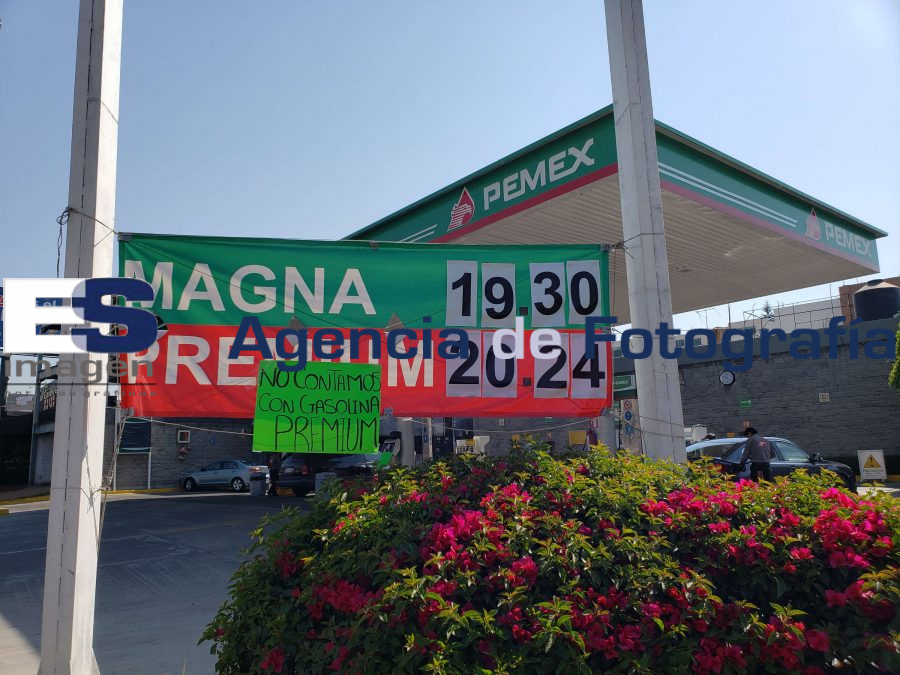 PEMEX
PEMEX
MAGNA 19.30
PREMIUM 20.24
NO CONTAMOS
CON GASOLINA
PREMIUM
ES
Imagen
Agencia de Fotografía